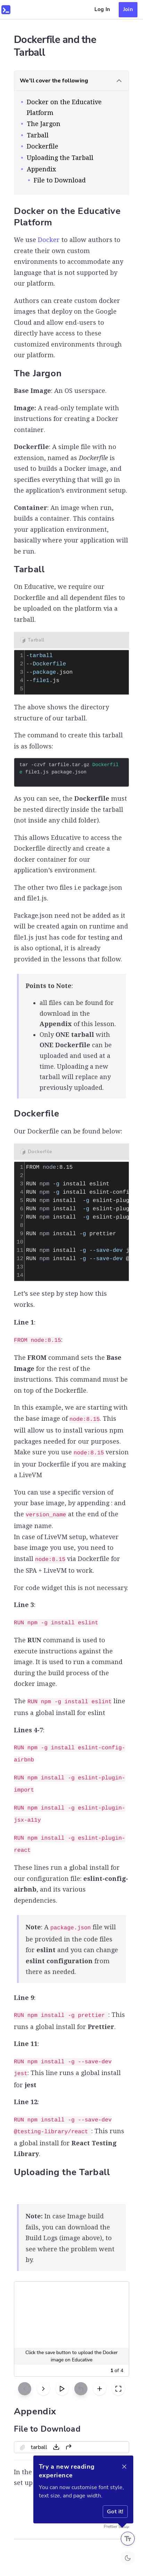 Log In
Join
Dockerfile and the
Tarball
We'll cover the following
Docker on the Educative
Platform
The Jargon
Tarball
Dockerfile
Uploading the Tarball
Appendix
File to Download
Docker on the Educative
Platform
We use Docker to allow authors to
create their own custom
environments to accommodate any
language that is not supported by
our platform.
Authors can create custom docker
images that deploy on the Google
Cloud and allow end-users to
directly have access to these
customized environments through
our platform.
The Jargon
Base Image: An OS userspace.
Image: A read-only template with
instructions for creating a Docker
container.
Dockerfile: A simple file with no
extension, named as Dockerfile is
needed to build a Docker image, and
specifies everything that will go in
the application's environment setup.
Container: An image when run,
builds a container. This contains
your application environment,
basically where your application will
be run.
Tarball
On Educative, we require our
Dockerfile and all dependent files to
be uploaded on the platform via a
tarball.
Tarball
1 -tarball
2 --Dockerfile
3 --package.json
4 --file1.js
5
The above shows the directory
structure of our tarball.
The command to create this tarball
is as follows:
tar -czvf tarfile.tar.gz Dockerfil
e file1.js package.json
As you can see, the Dockerfile must
be nested directly inside the tarball
(not inside any child folder).
This allows Educative to access the
Dockerfile directly and create a
docker container for our
application's environment.
The other two files i.e package.json
and file1.js.
Package.json need not be added as it
will be created again on runtime and
file1.js just has code for testing and
is also optional, it is already
provided in the lessons that follow.
Points to Note:
all files can be found for
download in the
Appendix of this lesson.
Only ONE tarball with
ONE Dockerfile can be
uploaded and used at a
time. Uploading a new
tarball will replace any
previously uploaded.
Dockerfile
Our Dockerfile can be found below:
Dockerfile
1 FROM node:8.15
2
3 RUN npm -g install eslint
4 RUN npm -g install eslint-confi
5 RUN npm install -g eslint-plug
6 RUN npm install -g eslint-plug
7 RUN npm install -g eslint-plug
8
9 RUN npm install -g prettier
10
11 RUN npm install -g --save-dev j
12 RUN npm install -g --save-dev @
13
14
Let's see step by step how this
works.
Line 1:
FROM node:8.15:
The FROM command sets the Base
Image for the rest of the
instructions. This command must be
on top of the Dockerfile.
In this example, we are starting with
the base image of node:8.15. This
will allow us to install various npm
packages needed for our purposes.
Make sure you use node:8.15 version
in your Dockerfile if you are making
a LiveVM
You can use a specific version of
your base image, by appending : and
the version_name at the end of the
image name.
In case of LiveVM setup, whatever
base image you use, you need to
install node:8.15 via Dockerfile for
the SPA + LiveVM to work.
For code widget this is not necessary.
Line 3:
RUN npm -g install eslint
The RUN command is used to
execute instructions against the
image. It is used to run a command
during the build process of the
docker image.
The RUN npm -g install eslint line
runs a global install for eslint
Lines 4-7:
RUN npm -g install eslint-config-
airbnb
RUN npm install -g eslint-plugin-
import
RUN npm install -g eslint-plugin-
jsx-a11y
RUN npm install -g eslint-plugin-
react
These lines run a global install for
our configuration file: eslint-config-
airbnb, and its various
dependencies.
Note: A package.json file will
be provided in the code files
for eslint and you can change
eslint configuration from
there as needed.
Line 9:
RUN npm install -g prettier : This
runs a global install for Prettier.
Line 11:
RUN npm install -g --save-dev
jest: This line runs a global install
for jest
Line 12:
RUN npm install -g --save-dev
@testing-library/react : This runs
a global install for React Testing
Library.
Uploading the Tarball
Note: In case Image build
fails, you can download the
Build Logs (image above), to
see where the problem went
by.
Click the save button to upload the Docker
image on Educative
1 of 4
Appendix
File to Download
tarball
In the
set up
Try a new reading
experience
You can now customise font style,
text size, and page width.
Got it!